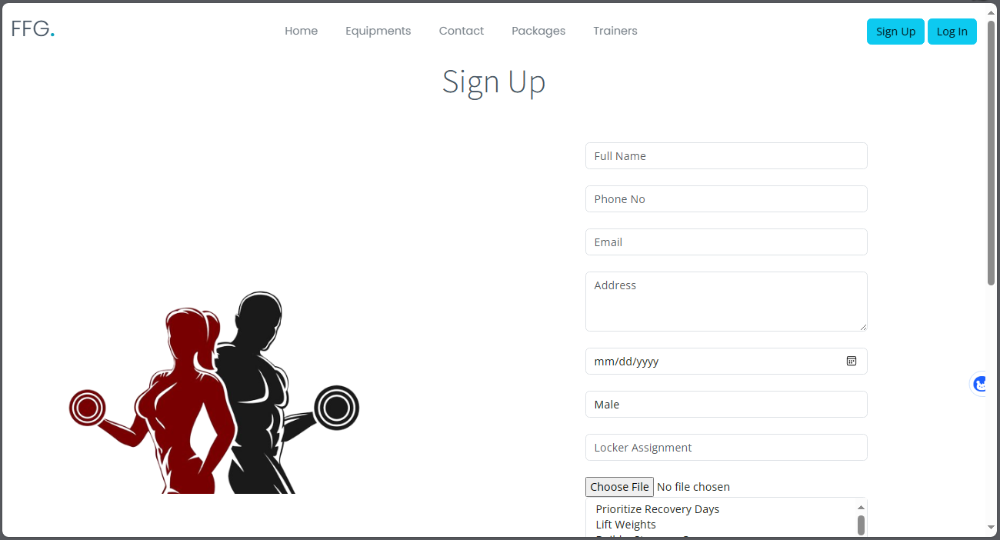 FFG.
Home Equipments Contact Packages Trainers
Sign Up Log In
Sign Up
Full Name
Phone No
Email
Address
mm/dd/yyyy
Male
Locker Assignment
Choose File No file chosen
Prioritize Recovery Days
Lift Weights